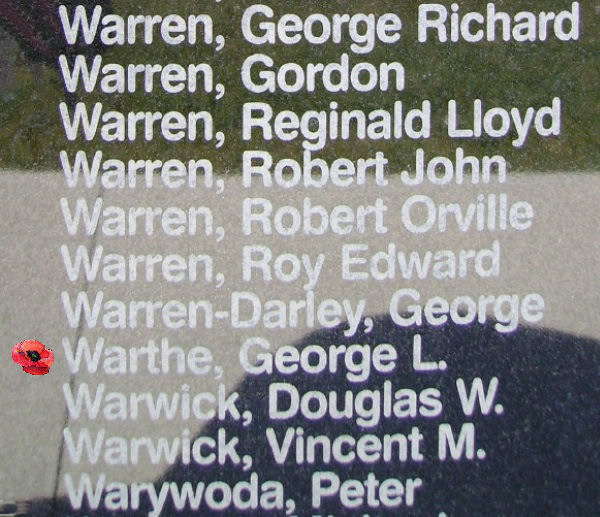 Warren, George Richard
Warren, Gordon
Warren, Reginald Lloyd
Warren, Robert John
Warren, Robert Orville
Warren, Roy Edward
Warren-Darley, George
Warthe, George L.
Warwick, Douglas W.
Warwick, Vincent M.
Warywoda, Peter